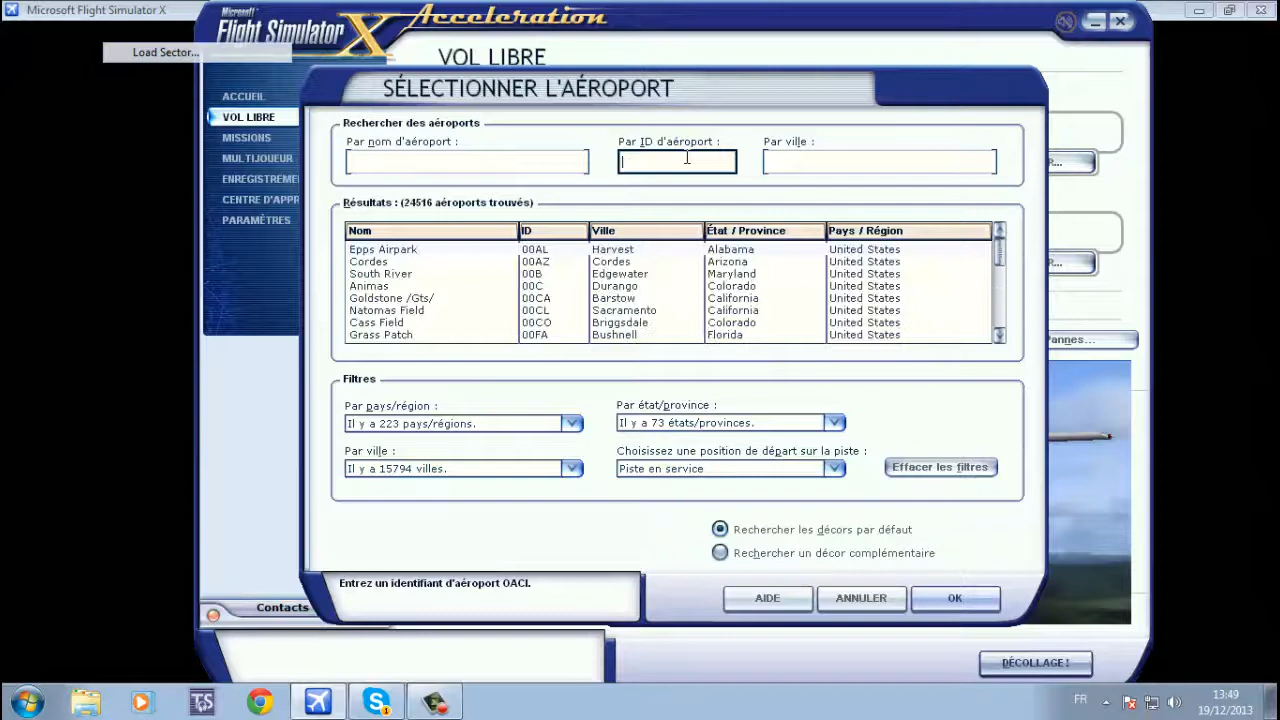 Microsoft Flight Simulator X
Microsoft
Flight Simulator X
Acceleration
Load Sector...
VOL LIBRE
ACCUEIL
VOL LIBRE
MISSIONS
MULTIJOUEUR
ENREGISTREME
CENTRE D'APPR
PARAMÈTRES
SÉLECTIONNER L'AÉROPORT
Rechercher des aéroports
Par nom d'aéroport :
Par ID d'aéroport :
Par ville :
Résultats : (24516 aéroports trouvés)
Nom ID Ville État / Province Pays / Région
Epps Airpark 00AL Harvest Alabama United States
Cordes 00AZ Cordes Arizona United States
South River 00B Edgewater Maryland United States
Animas 00C Durango Colorado United States
Goldstone /Gts/ 00CA Barstow California United States
Natomas Field 00CL Sacramento California United States
Cass Field 00CO Briggsdale Colorado United States
Grass Patch 00FA Bushnell Florida United States
Filtres
Par pays/région :
Il y a 223 pays/régions.
Par état/province :
Il y a 73 états/provinces.
Par ville :
Il y a 15794 villes.
Choisissez une position de départ sur la piste :
Piste en service
Effacer les filtres
Rechercher les décors par défaut
Rechercher un décor complémentaire
Entrez un identifiant d'aéroport OACI.
AIDE
ANNULER
OK
R...
R...
Pannes...
Contacts
DÉCOLLAGE !
TS
FR
13:49
19/12/2013